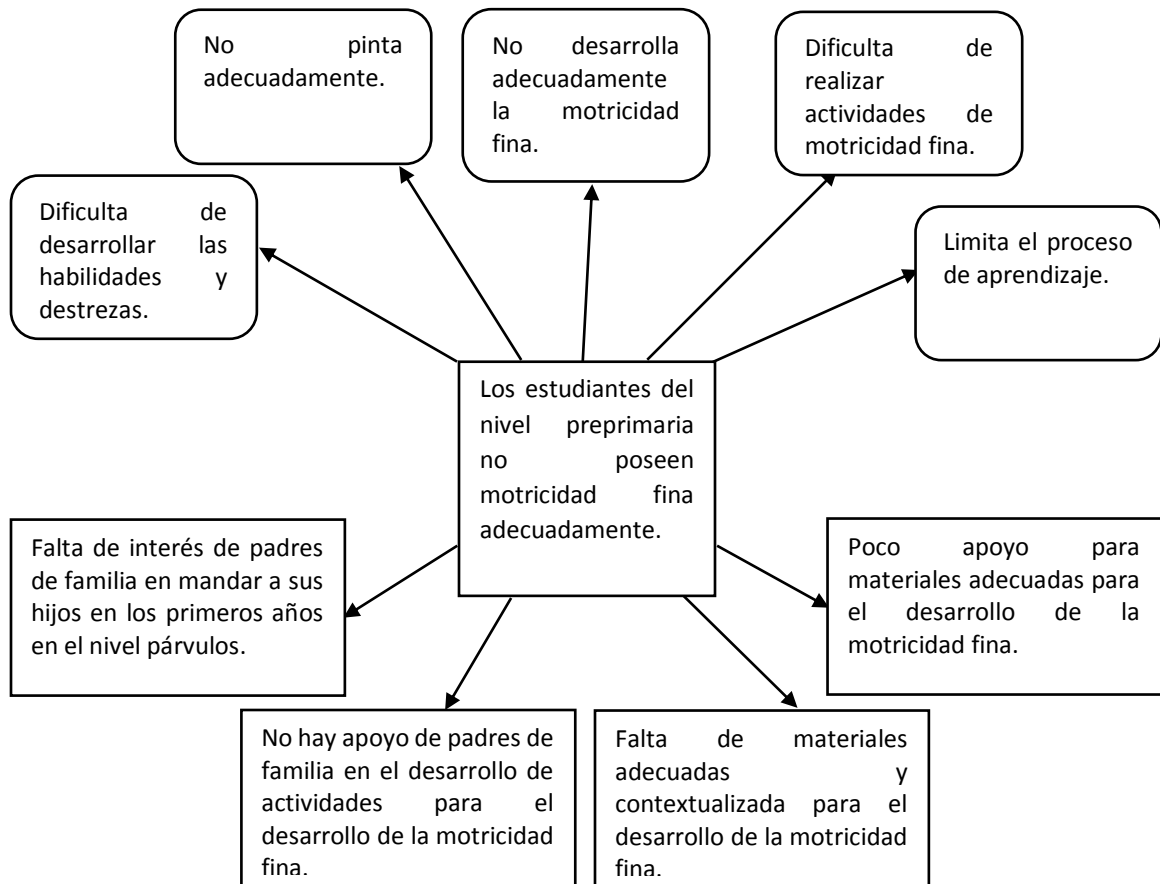 No pinta
adecuadamente.
No desarrolla
adecuadamente
la motricidad
fina.
Dificulta de
realizar
actividades de
motricidad fina.
Dificulta de
desarrollar las
habilidades y
destrezas.
Limita el proceso
de aprendizaje.
Los estudiantes del
nivel preprimaria
no poseen
motricidad fina
adecuadamente.
Falta de interés de padres
de familia en mandar a sus
hijos en los primeros años
en el nivel párvulos.
Poco apoyo para
materiales adecuadas para
el desarrollo de la
motricidad fina.
No hay apoyo de padres de
familia en el desarrollo de
actividades para el
desarrollo de la motricidad
fina.
Falta de materiales
adecuadas y
contextualizada para el
desarrollo de la motricidad
fina.